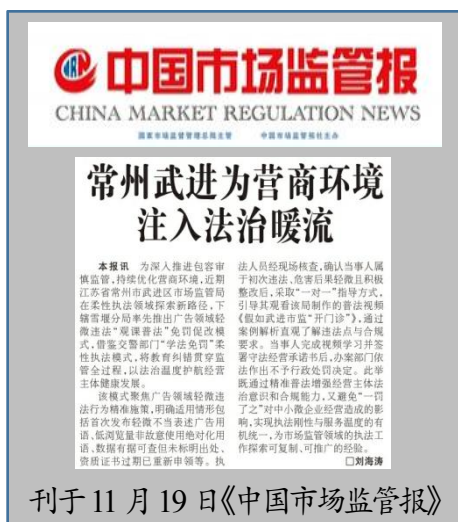 中国市场监管报
CHINA MARKET REGULATION NEWS
国家市场监督管理总局主管 中国市场监管报社主办
常州武进为营商环境
注入法治暖流
本报讯 为深入推进包容审
慎监管,持续优化营商环境,近期
江苏省常州市武进区市场监管局
在柔性执法领域探索新路径,下
辖雪堰分局率先推出广告领域轻
微违法“观课普法”免罚促改模
式,借鉴交警部门“学法免罚”柔
性执法模式,将教育纠错贯穿监
管全过程,以法治温度护航经营
主体健康发展。
该模式聚焦广告领域轻微违
法行为精准施策,明确适用情形包
括首次发布轻微不当表述广告用
语、低浏览量非故意使用绝对化用
语、数据有据可查但未标明出处、
资质证书过期已重新申领等。执
法人员经现场核查,确认当事人属
于初次违法、危害后果轻微且积极
整改后,采取“一对一”指导方式,
引导其观看该局制作的普法视频
《假如武进市监“开门诊”》,通过
案例解析直观了解违法点与合规
要求。当事人完成视频学习并签
署守法经营承诺书后,办案部门依
法作出不予行政处罚决定。此举
既通过精准普法增强经营主体法
治意识和合规能力,又避免“一罚
了之”对中小微企业经营造成的影
响,实现执法刚性与服务温度的有
机统一,为市场监管领域的执法工
作探索可复制、可推广的经验。
□刘海涛
刊于11月19日《中国市场监管报》